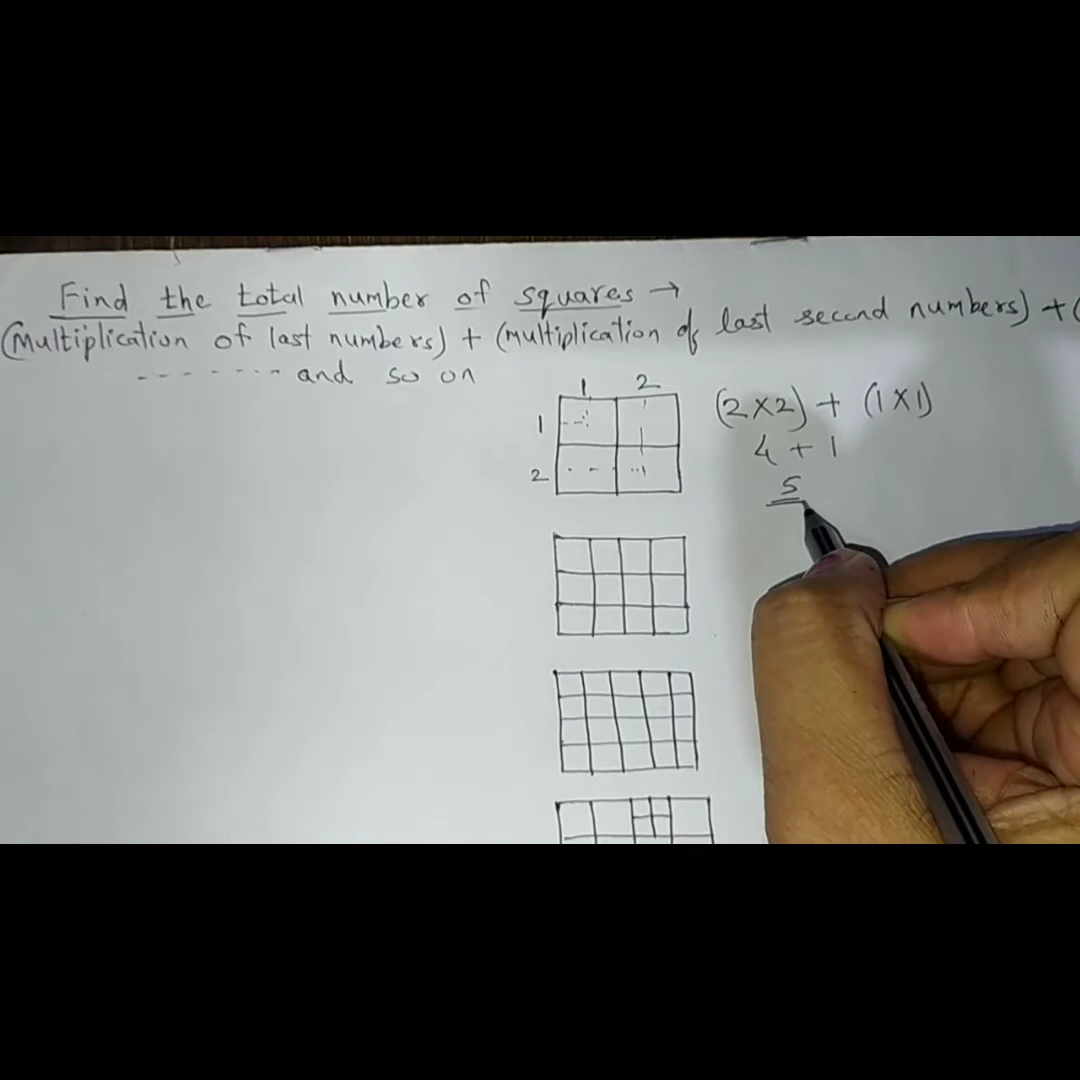 Find the total number of squares →
(Multiplication of last numbers) + (multiplication of last second numbers) + (
- - - - - - - and so on
1 2
1
2
(2×2) + (1×1)
4 + 1
5